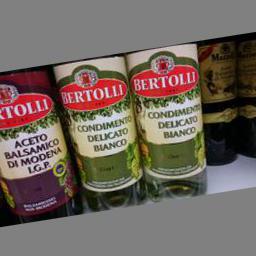 BERTOLLI
ACETO
BALSAMICO
DI MODENA
I.G.P.
BERTOLLI
CONDIMENTO
DELICATO
BIANCO
BERTOLLI
CONDIMENTO
DELICATO
BIANCO